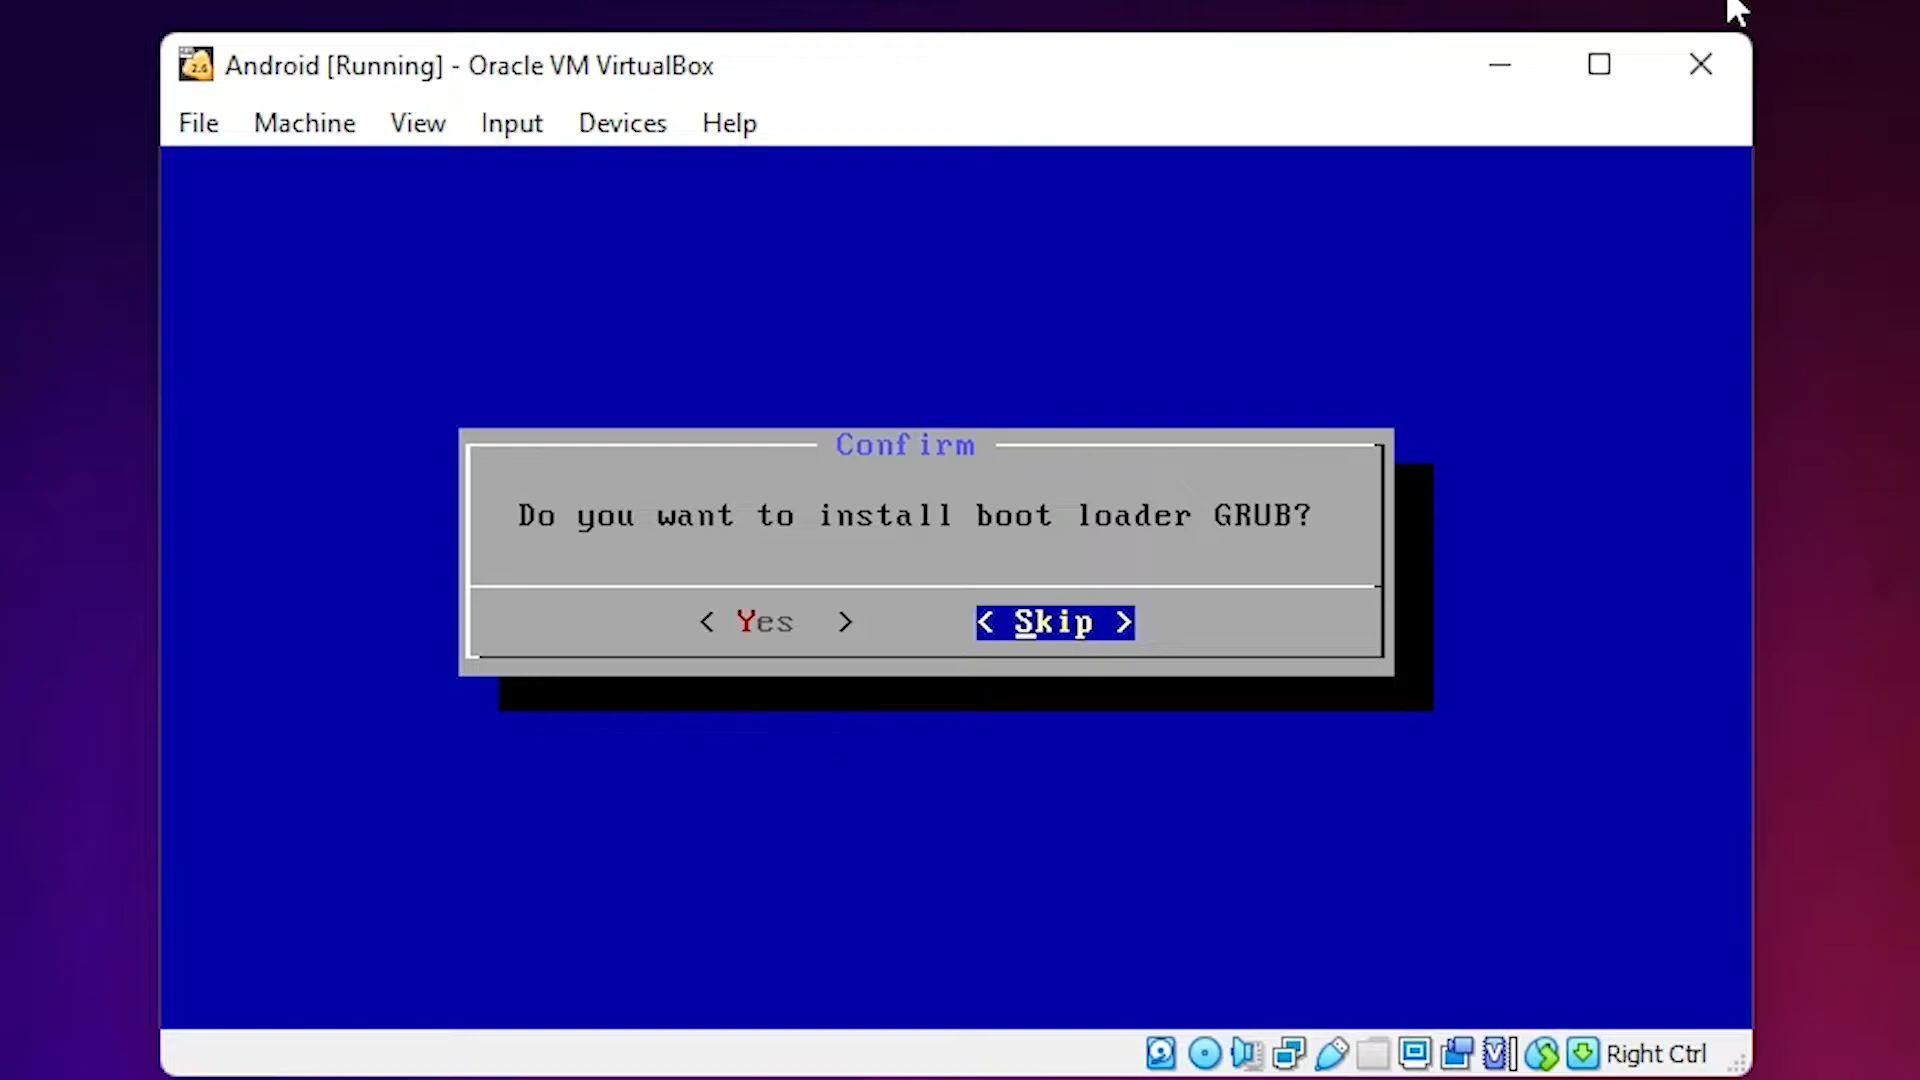 Android [Running] - Oracle VM VirtualBox
File Machine View Input Devices Help
Confirm
Do you want to install boot loader GRUB?
< Yes > < Skip >
Right Ctrl